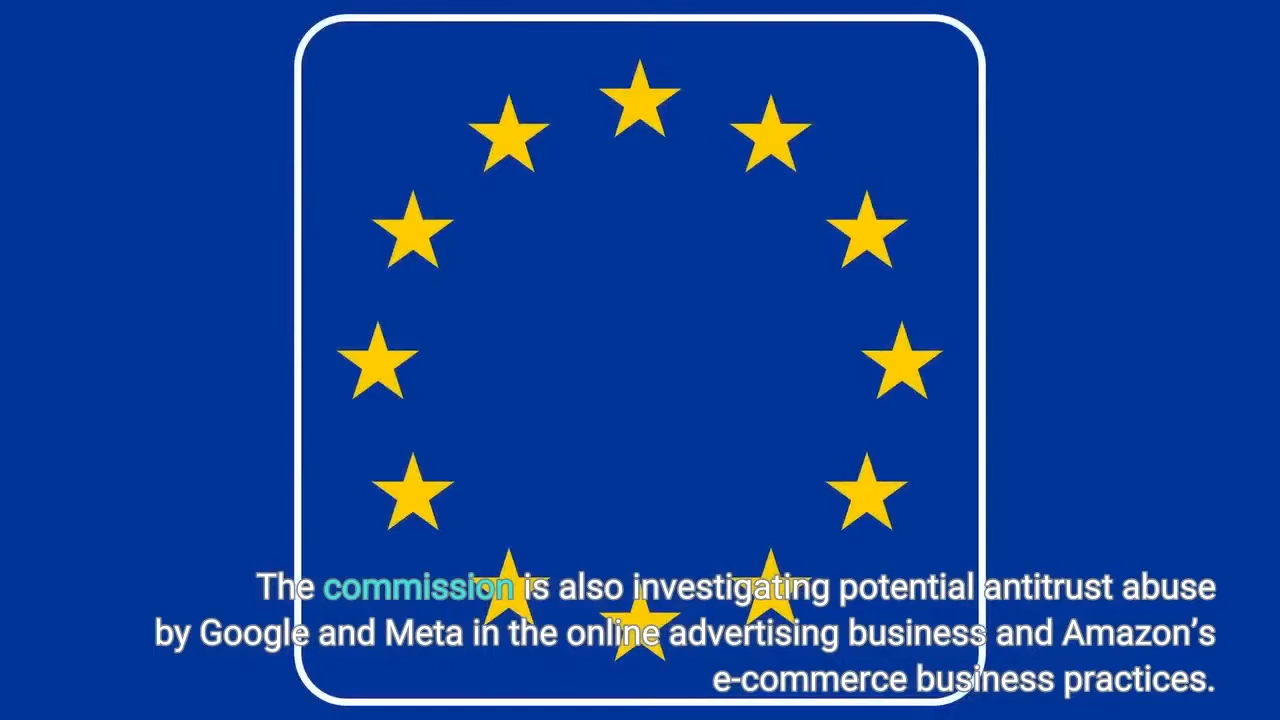 The commission is also investigating potential antitrust abuse
by Google and Meta in the online advertising business and Amazon’s
e-commerce business practices.